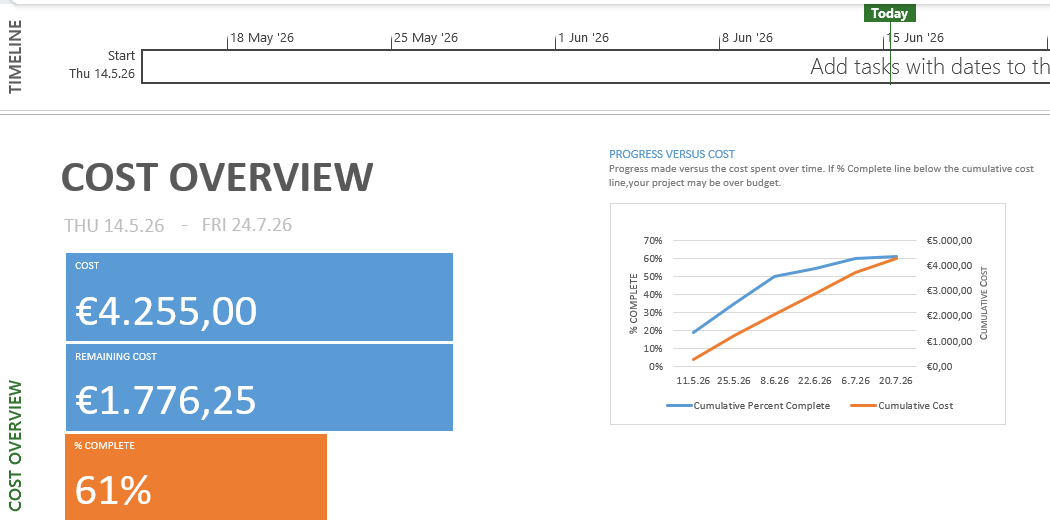 TIMELINE
Today
18 May '26
25 May '26
1 Jun '26
8 Jun '26
15 Jun '26
Start
Thu 14.5.26
Add tasks with dates to th
COST OVERVIEW
THU 14.5.26 - FRI 24.7.26
COST
€4.255,00
REMAINING COST
€1.776,25
% COMPLETE
61%
COST OVERVIEW
PROGRESS VERSUS COST
Progress made versus the cost spent over time. If % Complete line below the cumulative cost
line,your project may be over budget.
% COMPLETE
70%
60%
50%
40%
30%
20%
10%
0%
€5.000,00
€4.000,00
€3.000,00
€2.000,00
€1.000,00
€0,00
CUMULATIVE COST
11.5.26 25.5.26 8.6.26 22.6.26 6.7.26 20.7.26
Cumulative Percent Complete
Cumulative Cost